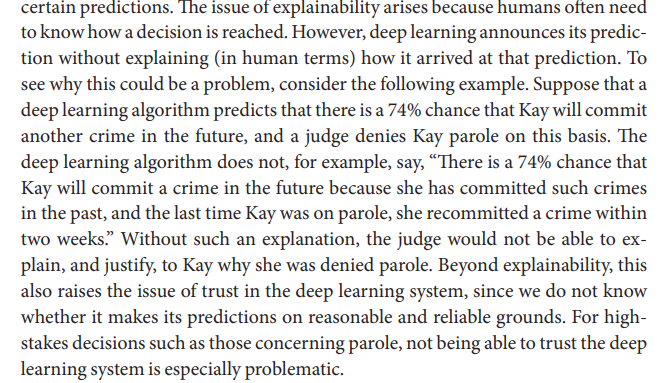 certain predictions. The issue of explainability arises because humans often need
to know how a decision is reached. However, deep learning announces its predic-
tion without explaining (in human terms) how it arrived at that prediction. To
see why this could be a problem, consider the following example. Suppose that a
deep learning algorithm predicts that there is a 74% chance that Kay will commit
another crime in the future, and a judge denies Kay parole on this basis. The
deep learning algorithm does not, for example, say, “There is a 74% chance that
Kay will commit a crime in the future because she has committed such crimes
in the past, and the last time Kay was on parole, she recommitted a crime within
two weeks.” Without such an explanation, the judge would not be able to ex-
plain, and justify, to Kay why she was denied parole. Beyond explainability, this
also raises the issue of trust in the deep learning system, since we do not know
whether it makes its predictions on reasonable and reliable grounds. For high-
stakes decisions such as those concerning parole, not being able to trust the deep
learning system is especially problematic.